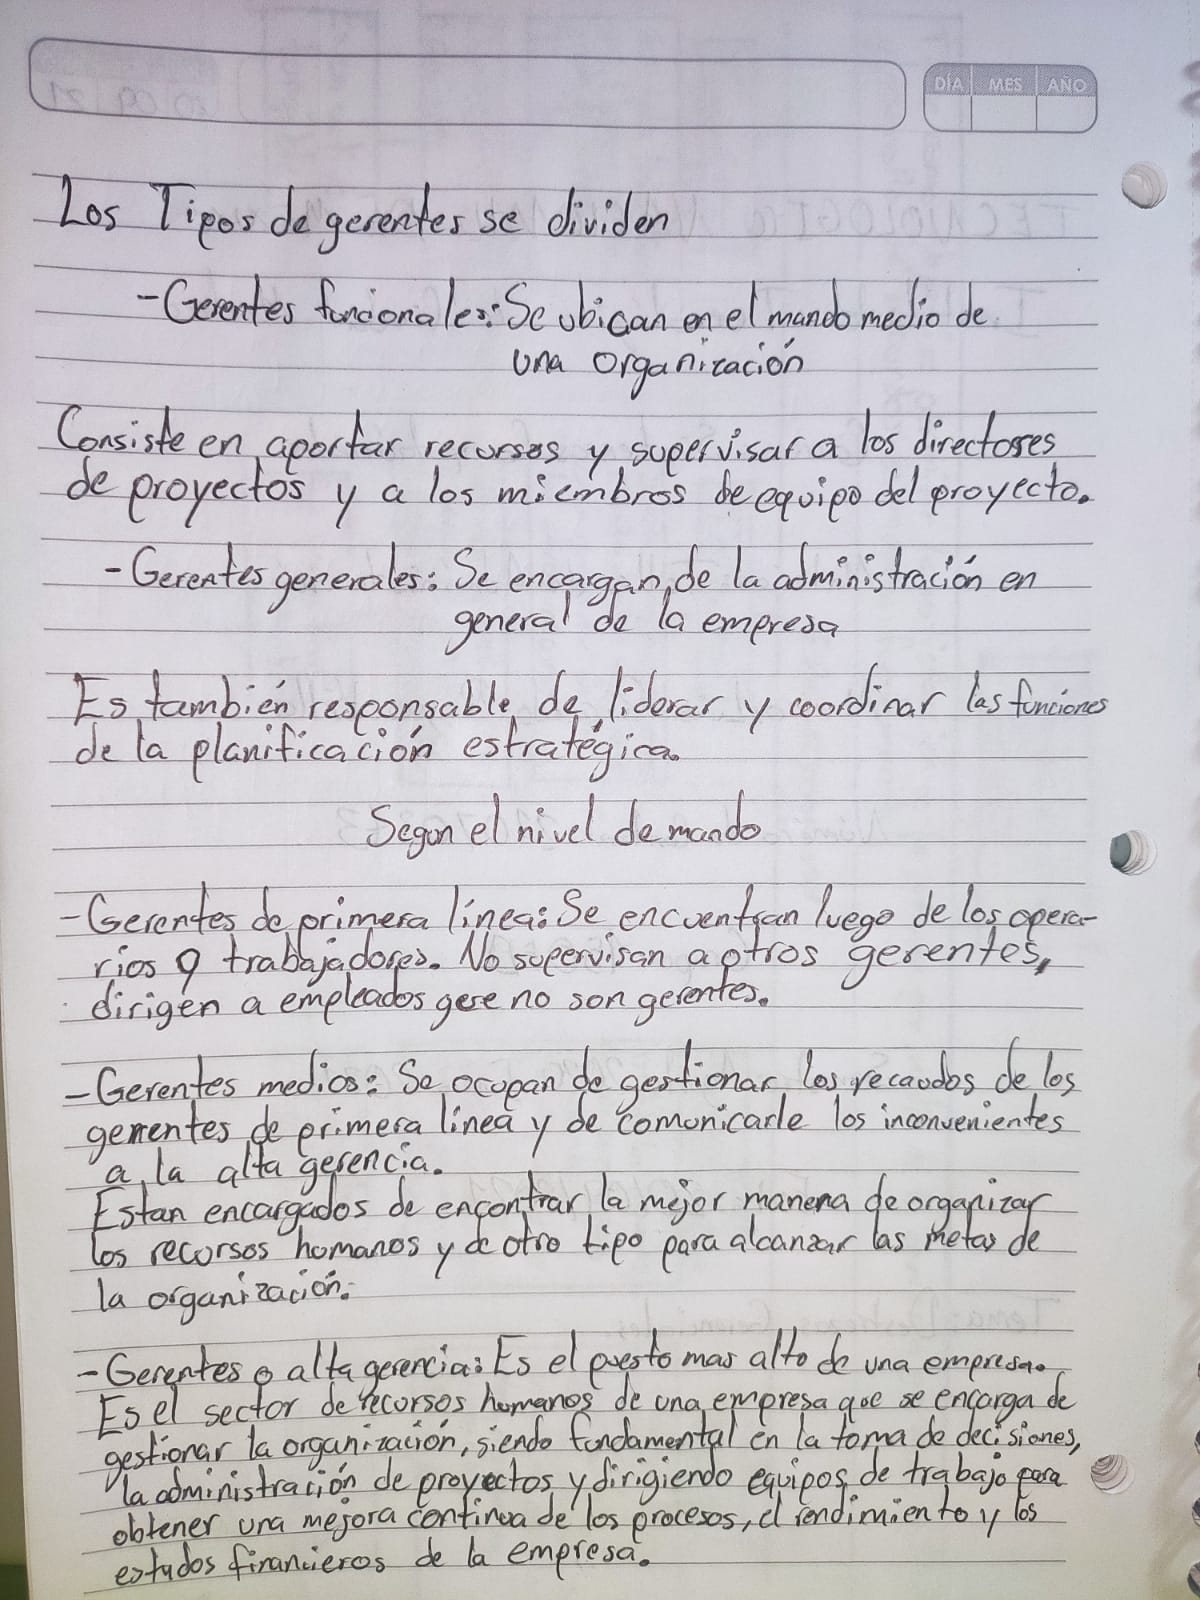 DÍA MES AÑO
Los Tipos de gerentes se dividen
-Gerentes funcionales: Se ubican en el mando medio de
una organización
Consiste en aportar recursos y supervisar a los directores
de proyectos y a los miembros de equipo del proyecto.
-Gerentes generales: Se encargan de la administración en
general de la empresa
Es también responsable de liderar y coordinar las funciones
de la planificación estratégica.
Segun el nivel de mando
-Gerentes de primera línea: Se encuentran luego de los opera-
rios o trabajadores. No supervisan a otros gerentes,
dirigen a empleados gere no son gerentes.
-Gerentes medios: Se ocupan de gestionar los recaudos de los
gerentes de primera linea y de comunicarle los inconvenientes
a la alta gerencia.
Estan encargados de encontrar la mejor manera de organizar
los recursos humanos y de otro tipo para alcanzar las metas de
la organización.
-Gerentes o alta gerencia: Es el puesto mas alto de una empresa.
Es el sector de recursos humanos de una empresa que se encarga de
gestionar la organización, siendo fundamental en la toma de decisiones,
la administración de proyectos y dirigiendo equipos de trabajo para
obtener una mejora continua de los procesos, el rendimiento y los
estados financieros de la empresa.